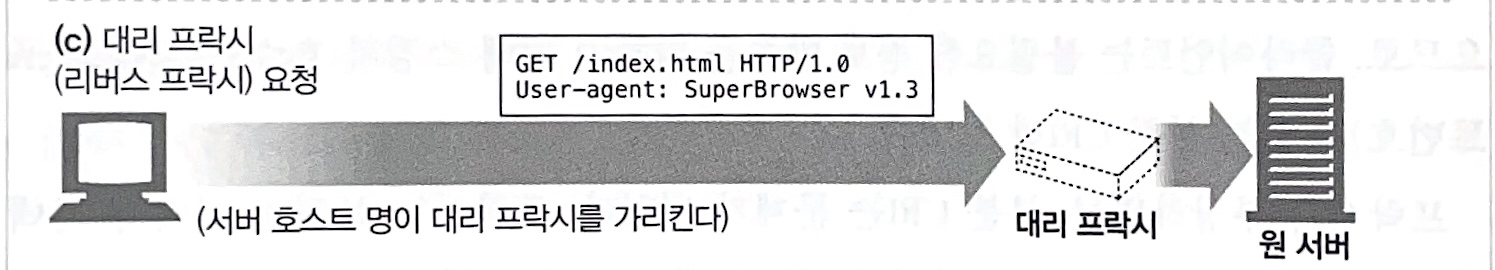 (c) 대리 프락시
(리버스 프락시) 요청
GET /index.html HTTP/1.0
User-agent: SuperBrowser v1.3
(서버 호스트 명이 대리 프락시를 가리킨다)
대리 프락시
원 서버